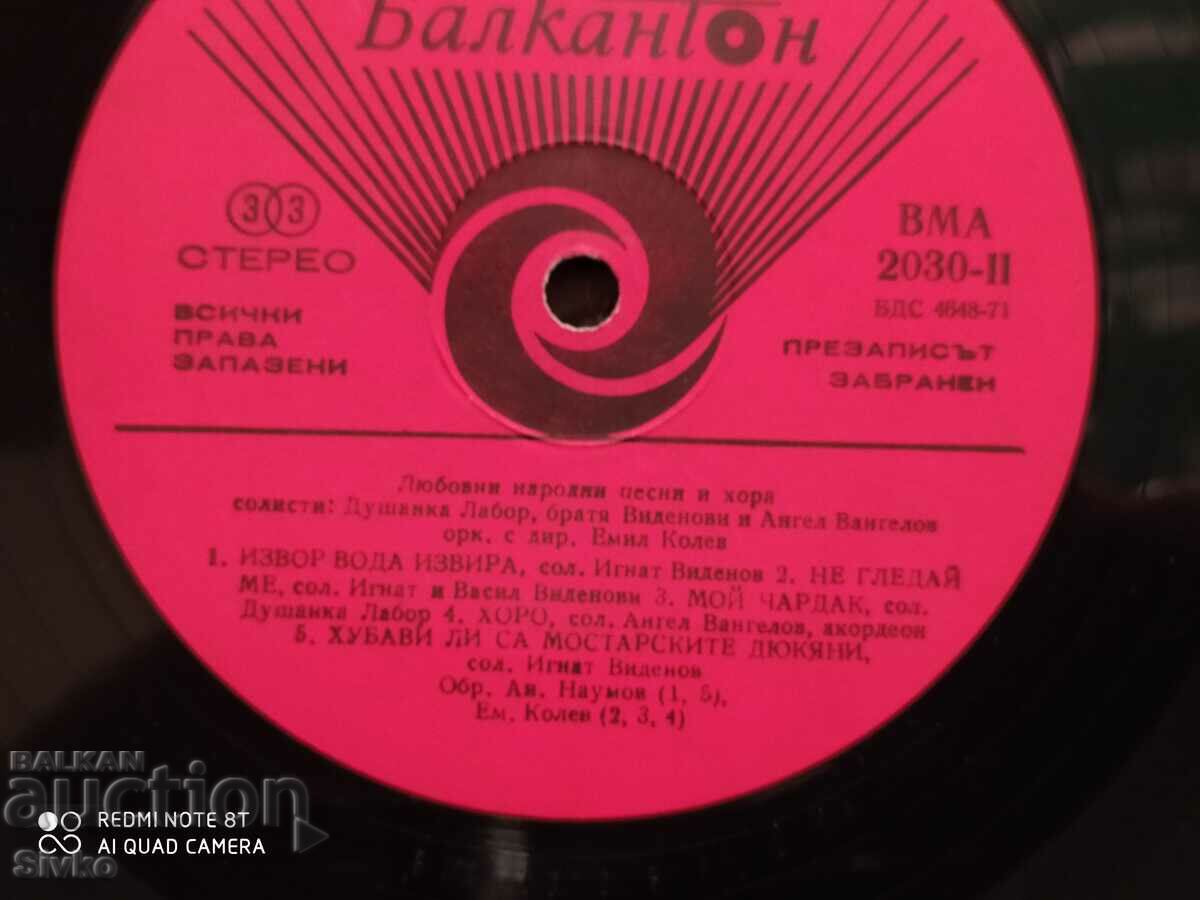 Балкантон
33
СТЕРЕО
ВСИЧКИ
ПРАВА
ЗАПАЗЕНИ
ВМА
2030-II
БДС 4648-71
ПРЕЗАПИСЪТ
ЗАБРАНЕН
Любовни народни песни и хора
солисти: Душанка Лабор, братя Виденови и Ангел Вангелов
орк. с дир. Емил Колев
1. ИЗВОР ВОДА ИЗВИРА, сол. Игнат Виденов 2. НЕ ГЛЕДАЙ
МЕ, сол. Игнат и Васил Виденови 3. МОЙ ЧАРДАК, сол.
Душанка Лабор 4. ХОРО, сол. Ангел Вангелов, акордеон
5. ХУБАВИ ЛИ СА МОСТАРСКИТЕ ДЮКЯНИ,
сол. Игнат Виденов
Обр. Ав. Наумов (1, 5),
Ем. Колев (2, 3, 4)
BALKAN
auction
REDMI NOTE 8T
AI QUAD CAMERA
Sivko